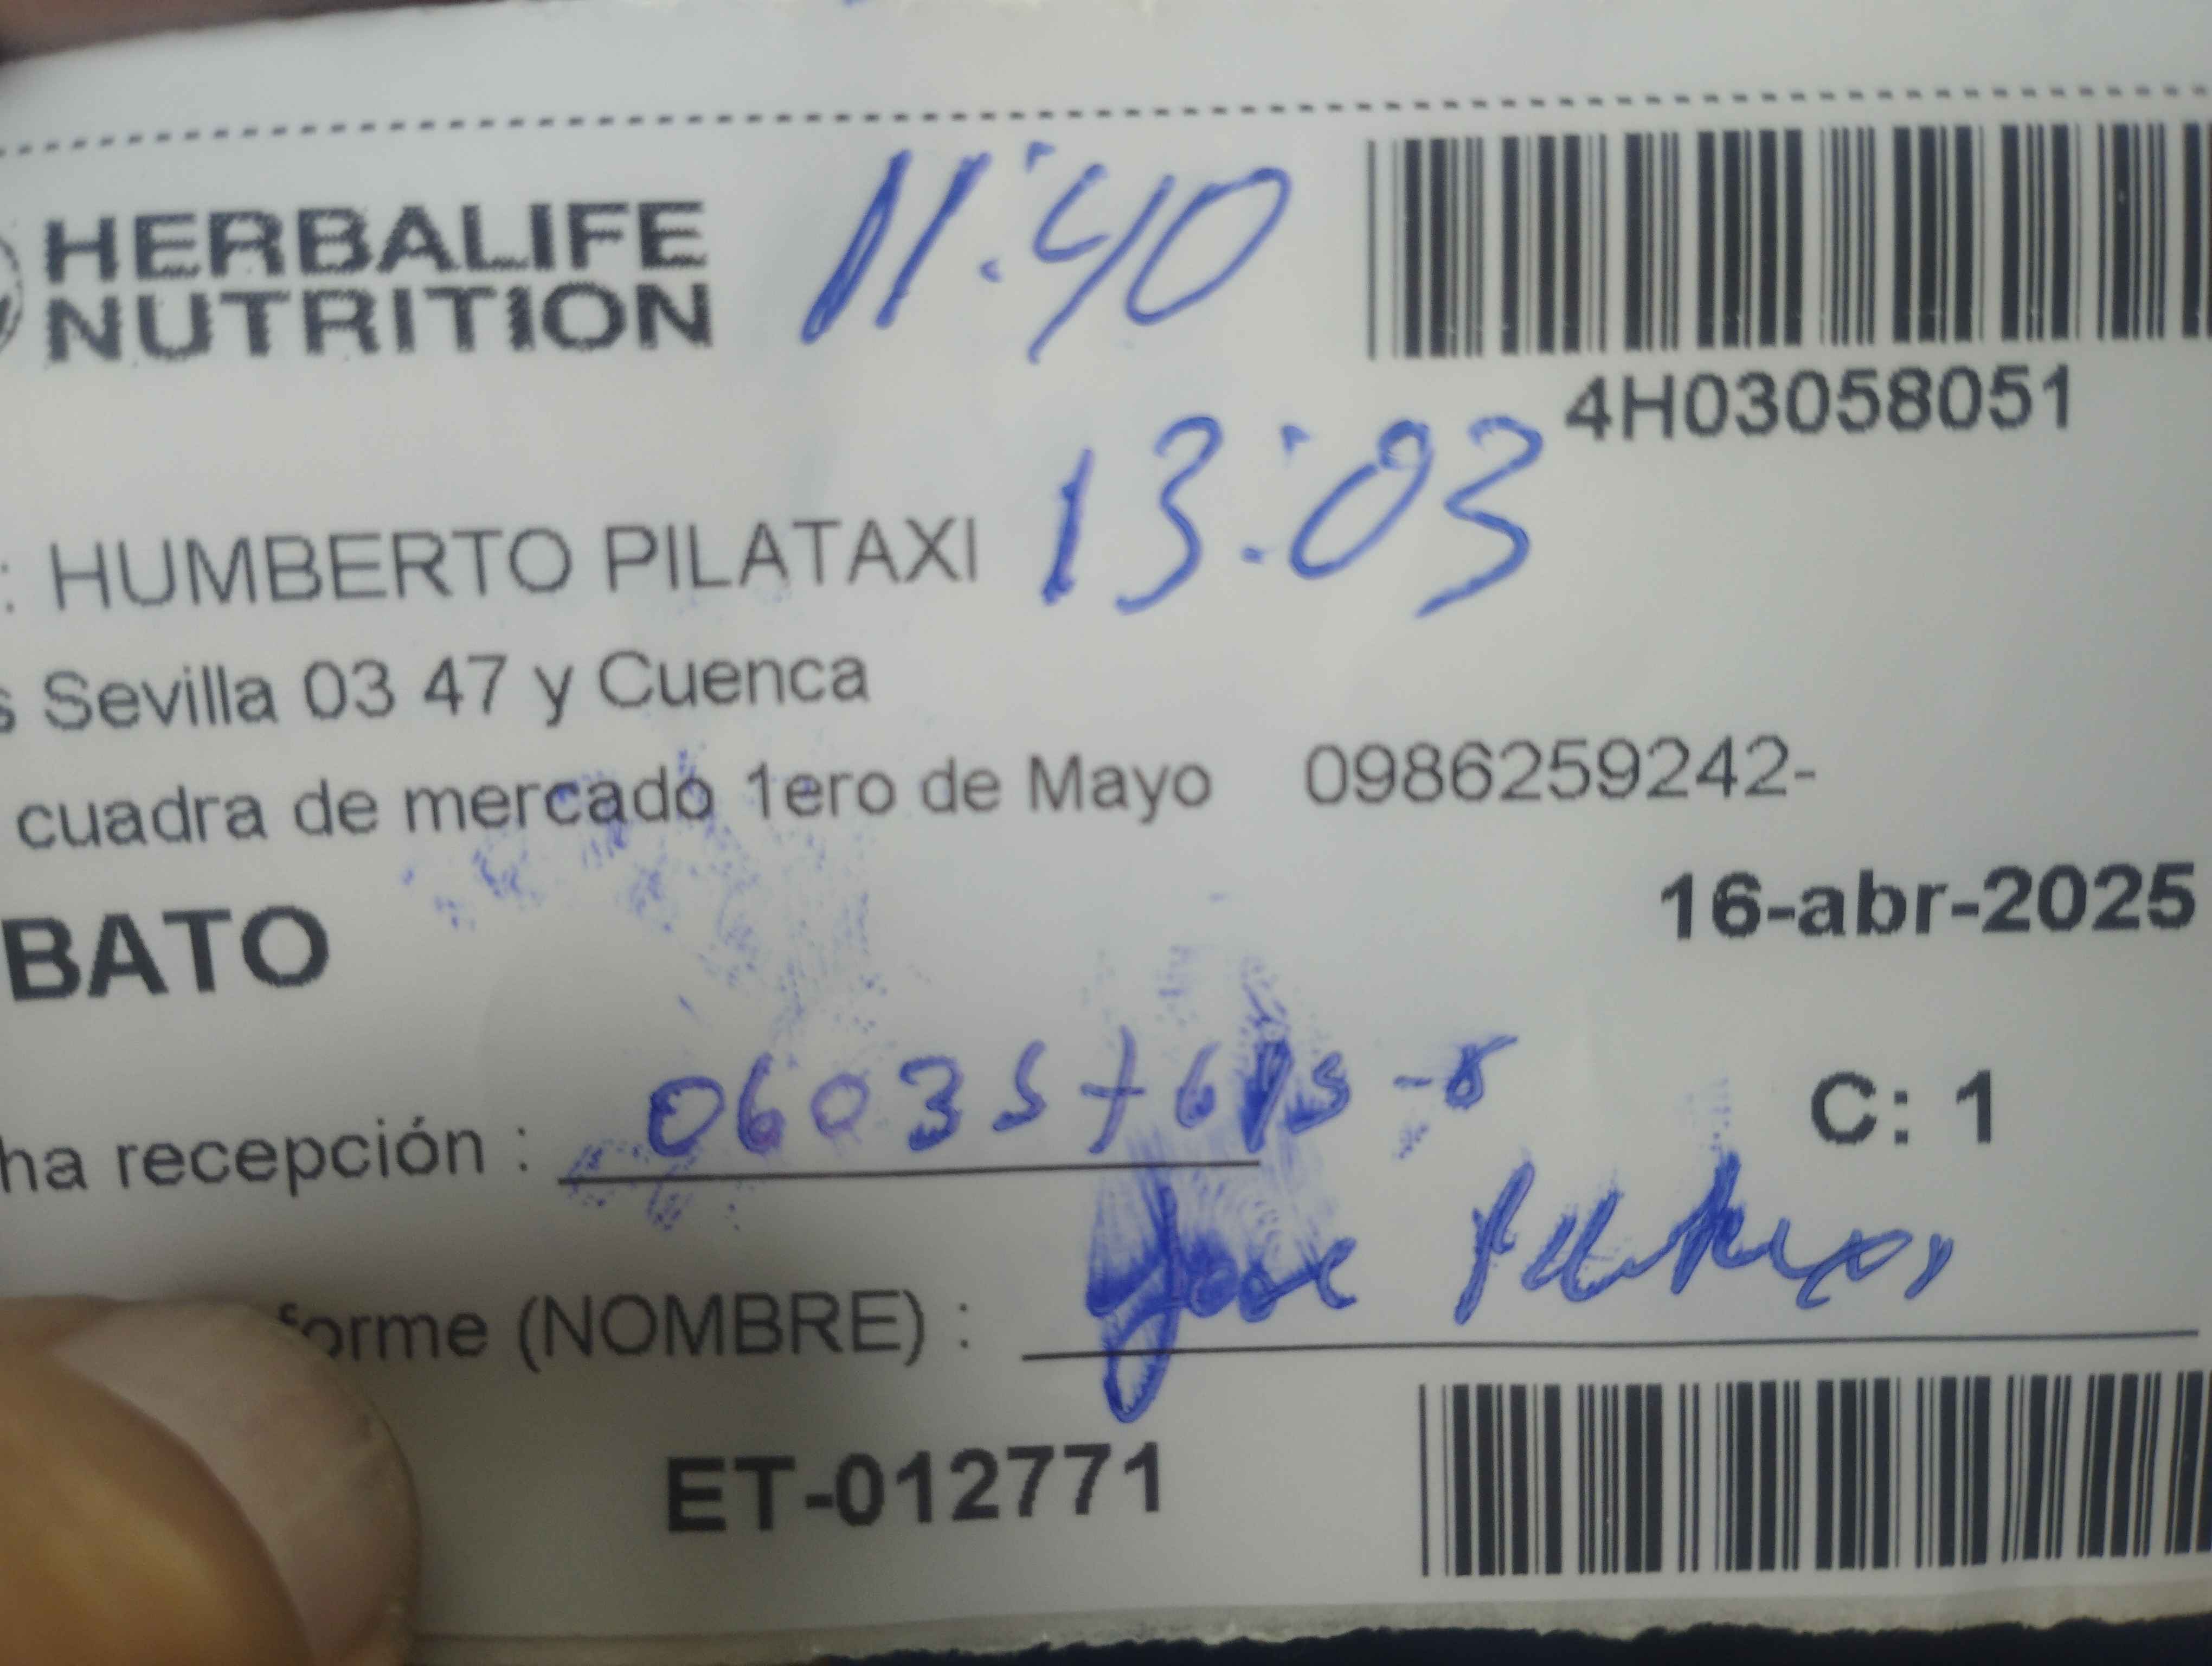 HERBALIFE
NUTRITION
11:40
4H03058051
: HUMBERTO PILATAXI
13:03
s Sevilla 03 47 y Cuenca
cuadra de mercado 1ero de Mayo 0986259242-
BATO
16-abr-2025
ha recepción :
C: 1
forme (NOMBRE) : Jose
ET-012771